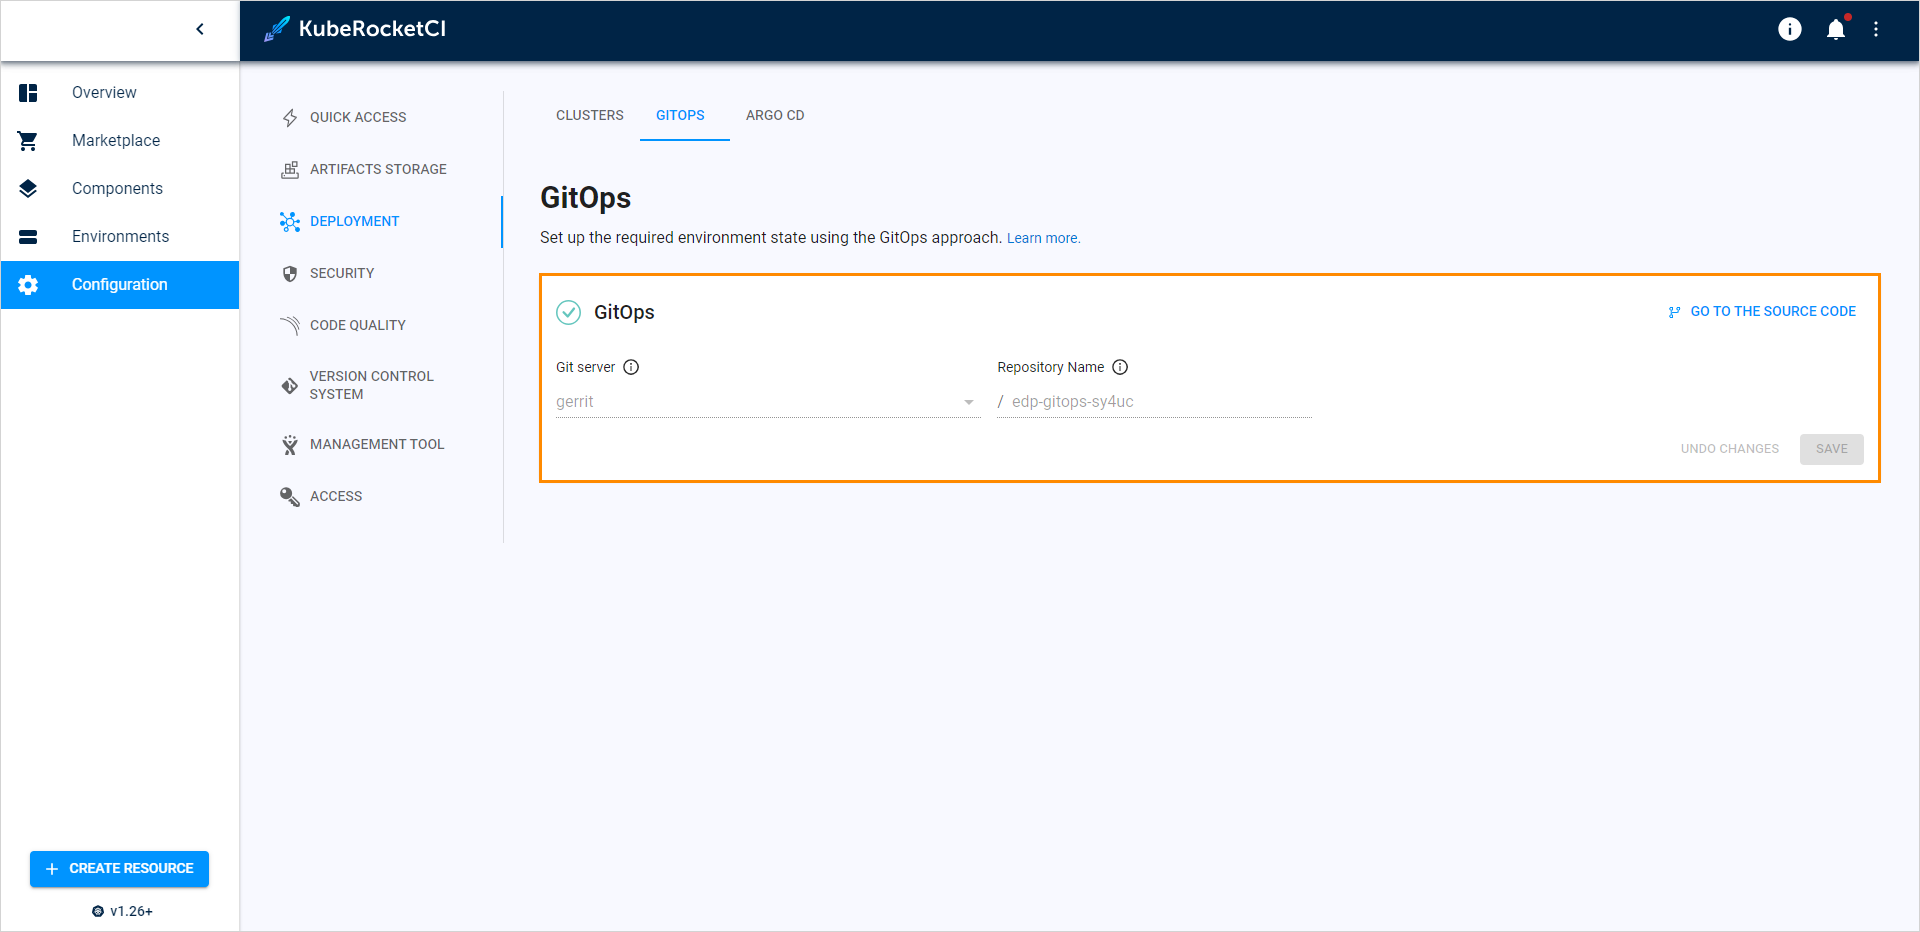 KubeRocketCI
Overview
Marketplace
Components
Environments
Configuration
CREATE RESOURCE
v1.26+
QUICK ACCESS
ARTIFACTS STORAGE
DEPLOYMENT
SECURITY
CODE QUALITY
VERSION CONTROL
SYSTEM
MANAGEMENT TOOL
ACCESS
CLUSTERS GITOPS ARGO CD
GitOps
Set up the required environment state using the GitOps approach. Learn more.
GitOps GO TO THE SOURCE CODE
Git server Repository Name
gerrit / edp-gitops-sy4uc
UNDO CHANGES SAVE